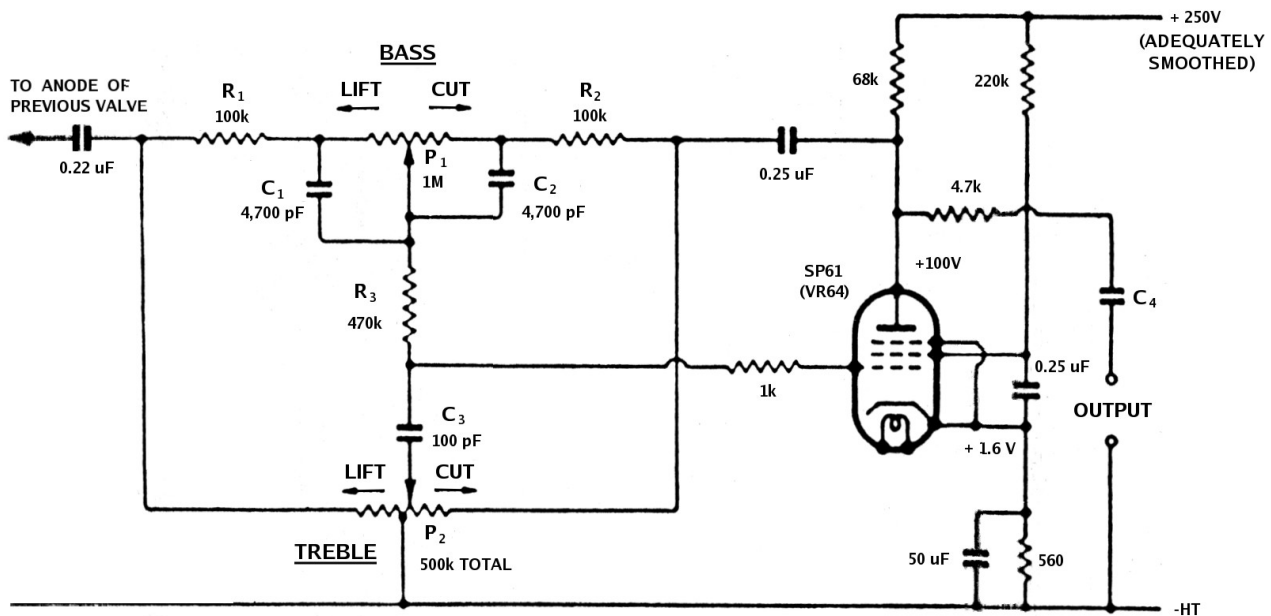 + 250V
(ADEQUATELY
SMOOTHED)
BASS
TO ANODE OF
PREVIOUS VALVE
R1
100k
LIFT
CUT
R2
100k
68k
220k
0.22 uF
P1
1M
C1
4,700 pF
C2
4,700 pF
0.25 uF
4.7k
SP61
(VR64)
+100V
C4
R3
470k
1k
0.25 uF
OUTPUT
C3
100 pF
+ 1.6 V
LIFT
CUT
P2
500k TOTAL
TREBLE
50 uF
560
-HT